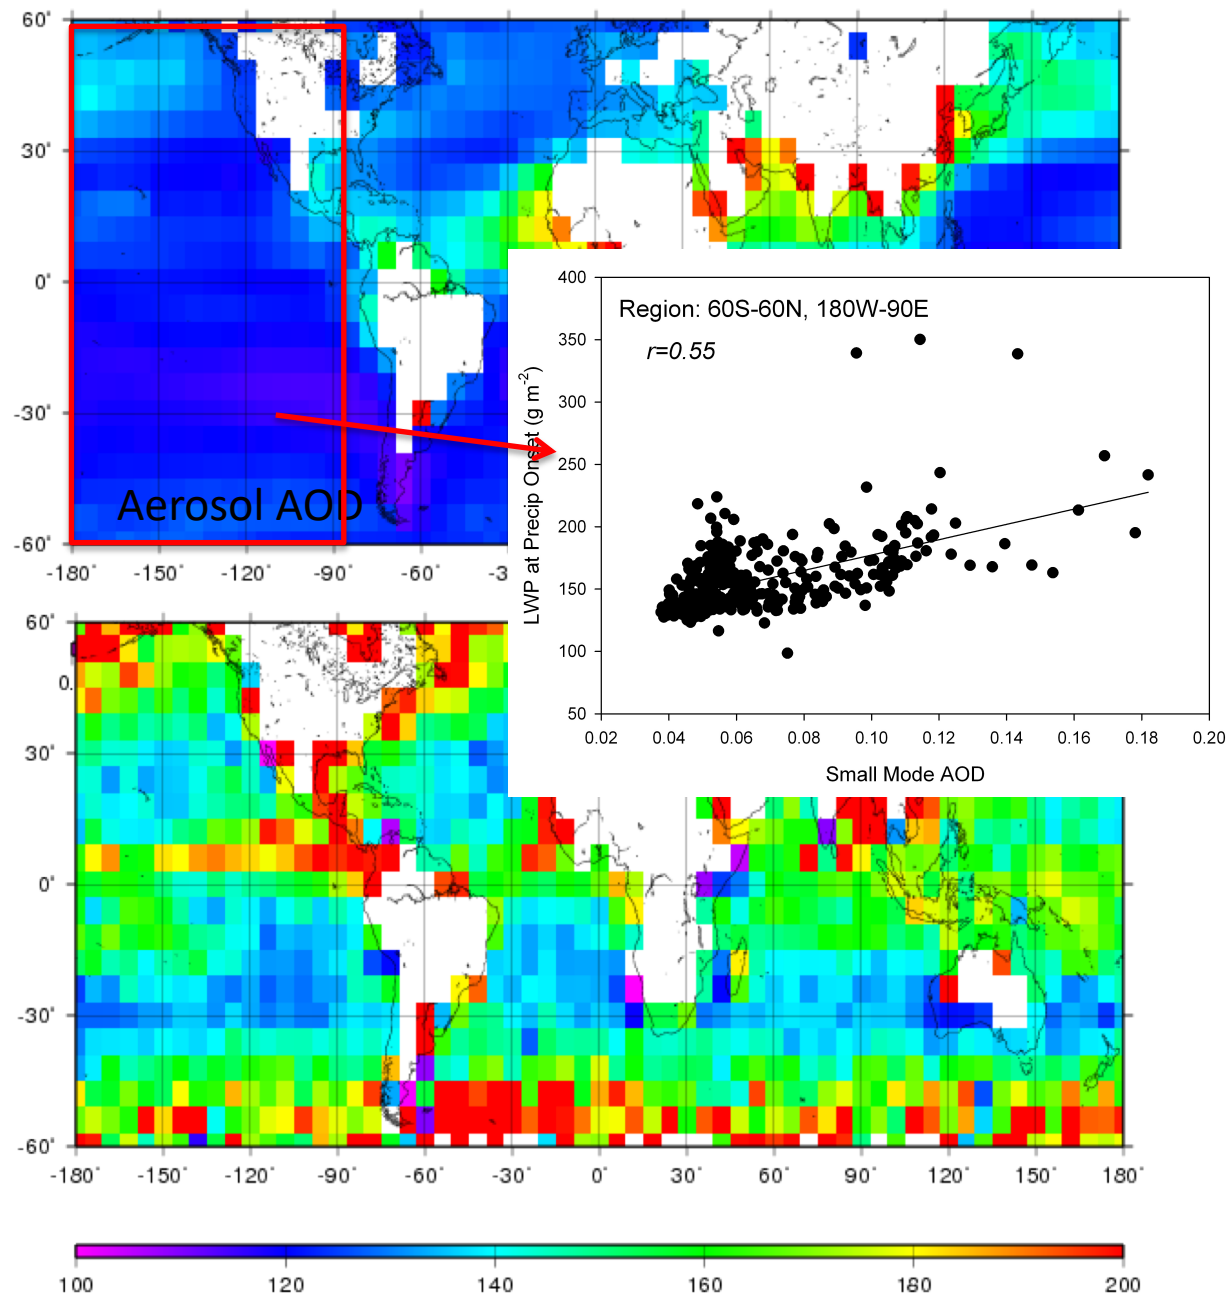 60°
30°
0°
-30°
-60°
-180 -150 -120 -90 -60 -3
Aerosol AOD
400
350
300
250
200
150
100
50
0.02 0.04 0.06 0.08 0.10 0.12 0.14 0.16 0.18 0.20
Region: 60S-60N, 180W-90E
r=0.55
LWP at Precip Onset (g m⁻²)
Small Mode AOD
60°
0.
30°
0°
-30°
-60°
-180 -150 -120 -90 -60 -30 0 30 60 90 120 150 180°
100 120 140 160 180 200